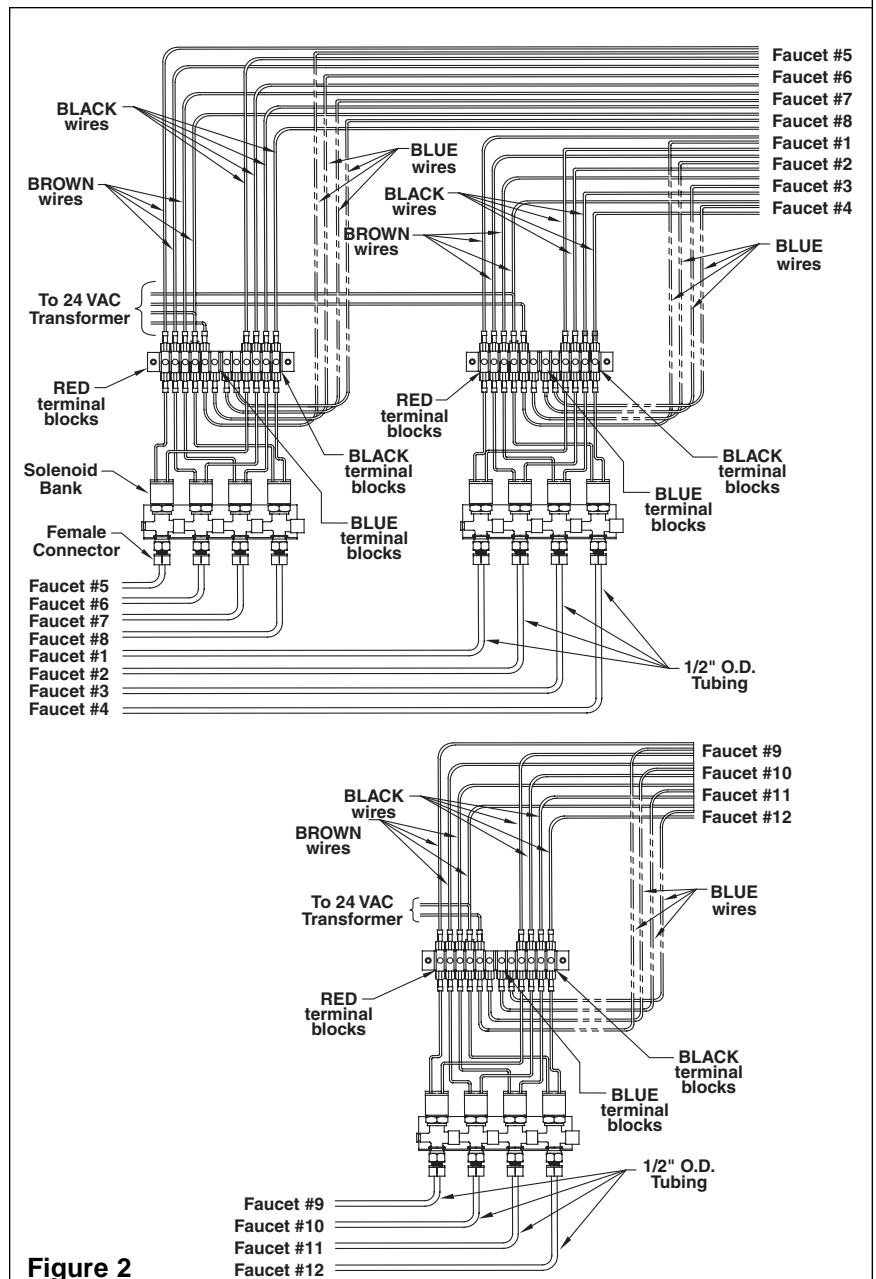 Faucet #5
Faucet #6
Faucet #7
Faucet #8
Faucet #1
Faucet #2
Faucet #3
Faucet #4
BLACK
wires
BROWN
wires
BLUE
wires
BLACK
wires
BROWN
wires
BLUE
wires
To 24 VAC
Transformer
RED
terminal
blocks
BLACK
terminal
blocks
BLUE
terminal
blocks
RED
terminal
blocks
BLACK
terminal
blocks
BLUE
terminal
blocks
Solenoid
Bank
Female
Connector
Faucet #5
Faucet #6
Faucet #7
Faucet #8
Faucet #1
Faucet #2
Faucet #3
Faucet #4
1/2" O.D.
Tubing
Faucet #9
Faucet #10
Faucet #11
Faucet #12
BLACK
wires
BROWN
wires
BLUE
wires
To 24 VAC
Transformer
RED
terminal
blocks
BLACK
terminal
blocks
BLUE
terminal
blocks
1/2" O.D.
Tubing
Faucet #9
Faucet #10
Faucet #11
Faucet #12
Figure 2